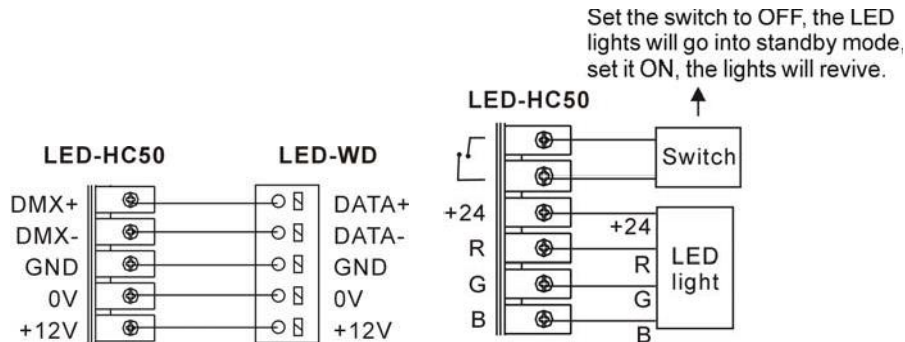 Set the switch to OFF, the LED
lights will go into standby mode,
set it ON, the lights will revive.
LED-HC50
Switch
+24
+24
R
R
G
G
B
B
LED
light
LED-HC50
LED-WD
DMX+
DATA+
DMX-
DATA-
GND
GND
0V
0V
+12V
+12V